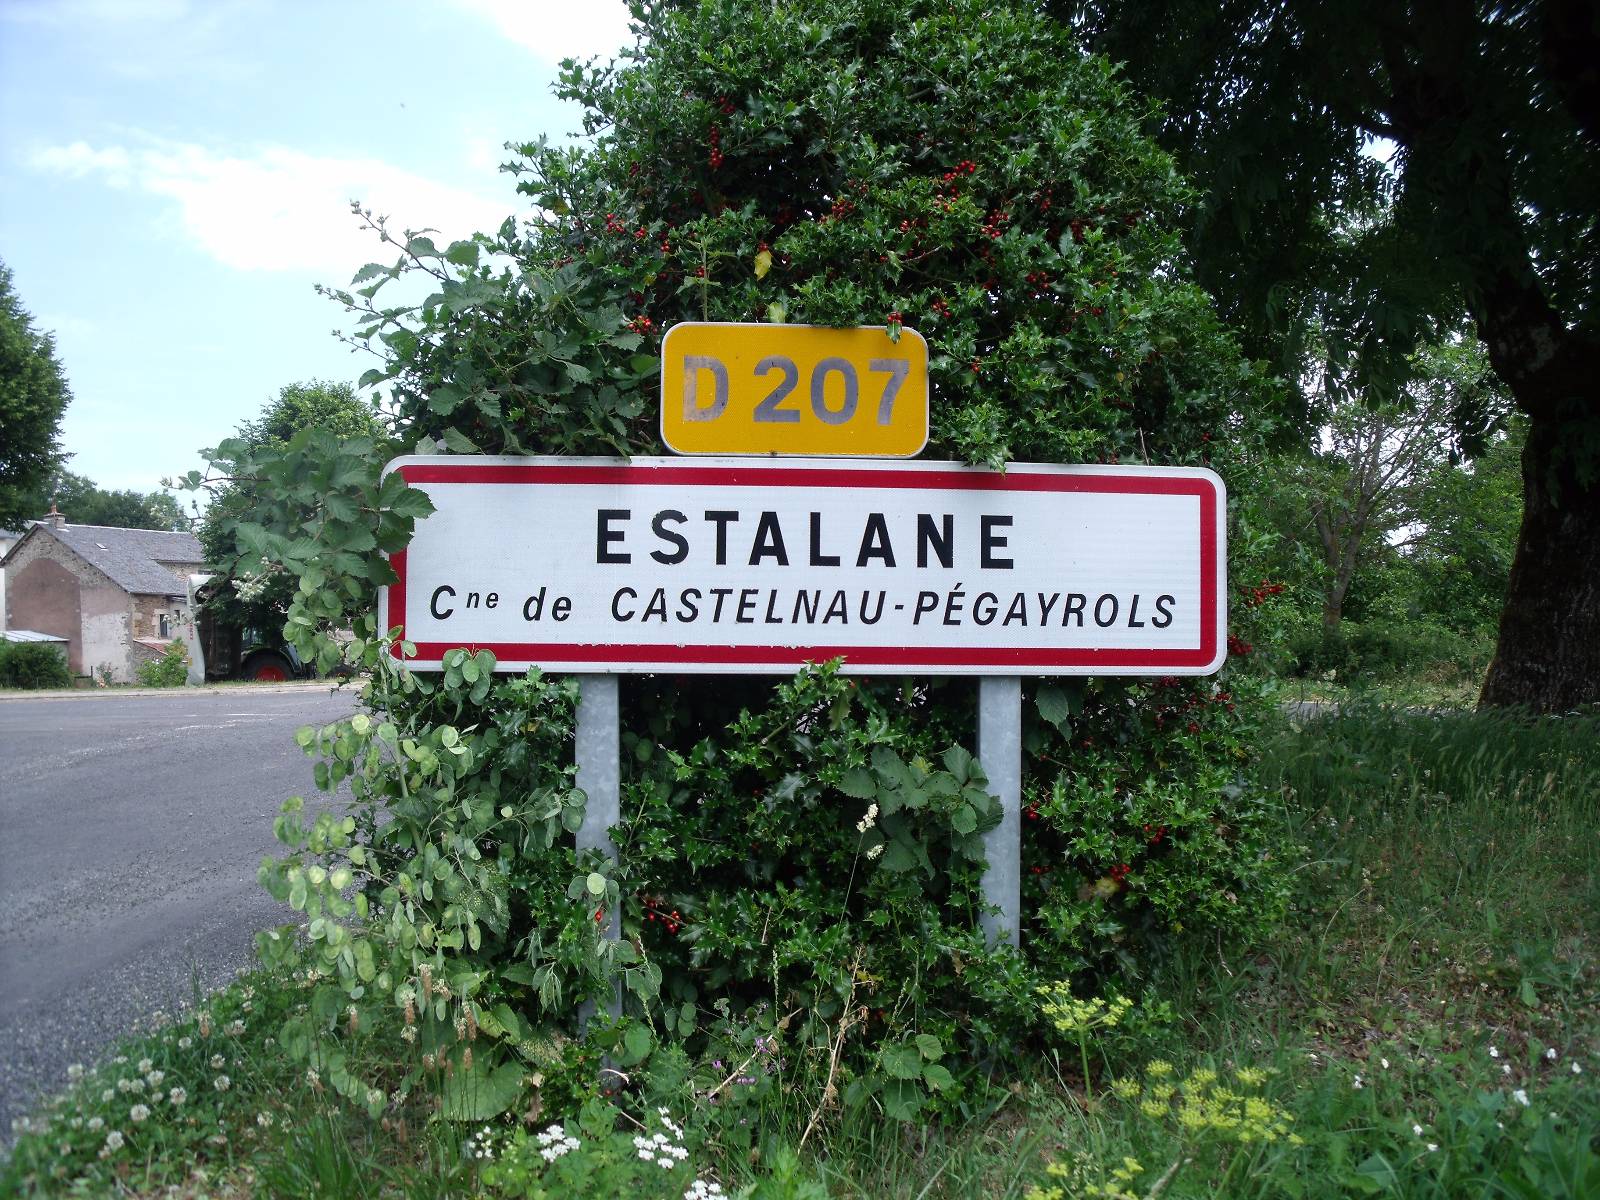 D 207
ESTALANE
Cne de CASTELNAU-PÉGAYROLS